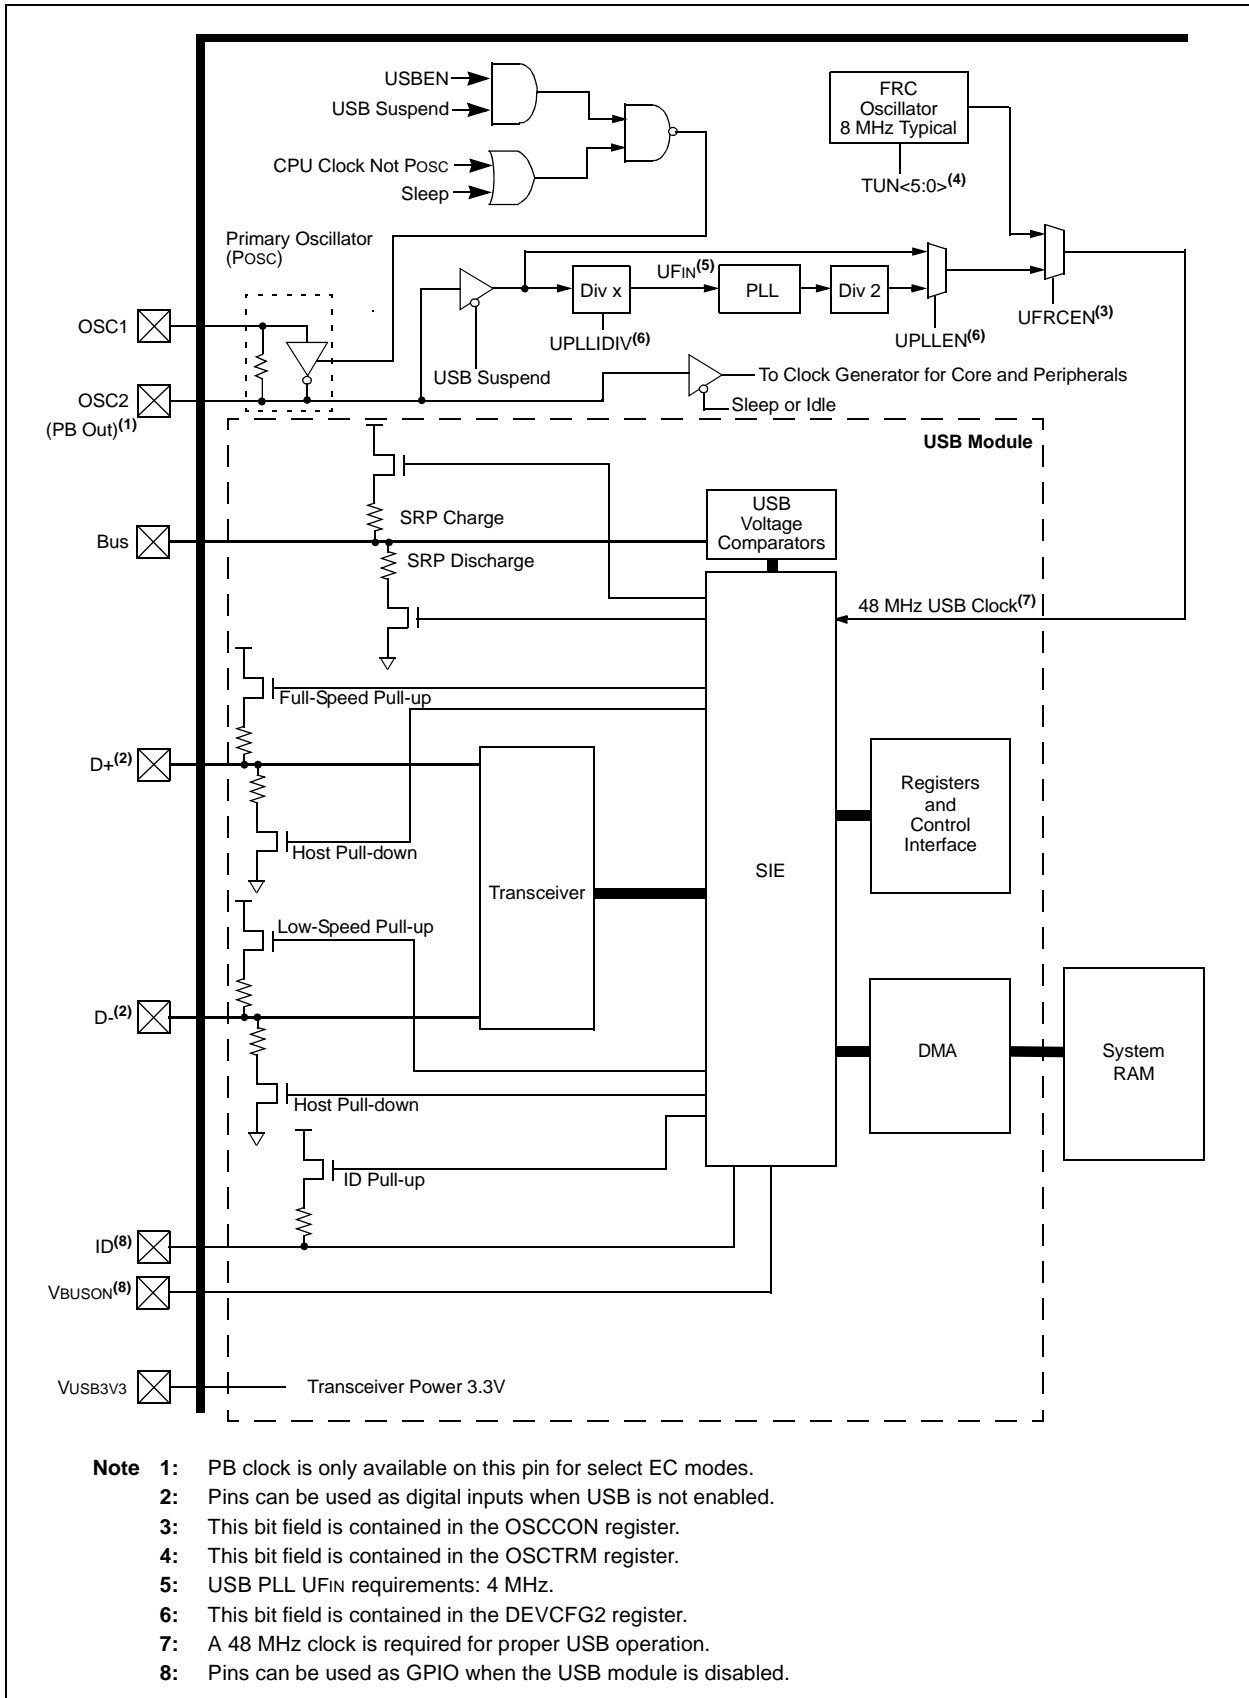 USBEN
USB Suspend
CPU Clock Not POSC
Sleep
FRC
Oscillator
8 MHz Typical
TUN<5:0>(4)
Primary Oscillator
(POSC)
UFIN(5)
Div x
PLL
Div 2
UPLLIDIV(6)
UPLLEN(6)
UFRCEN(3)
OSC1
USB Suspend
To Clock Generator for Core and Peripherals
OSC2
(PB Out)(1)
Sleep or Idle
USB Module
SRP Charge
USB
Voltage
Comparators
Bus
SRP Discharge
48 MHz USB Clock(7)
Full-Speed Pull-up
D+(2)
Registers
and
Control
Interface
Host Pull-down
SIE
Transceiver
Low-Speed Pull-up
D-(2)
DMA
System
RAM
Host Pull-down
ID Pull-up
ID(8)
VBUSON(8)
VUSB3V3
Transceiver Power 3.3V
Note 1: PB clock is only available on this pin for select EC modes.
2: Pins can be used as digital inputs when USB is not enabled.
3: This bit field is contained in the OSCCON register.
4: This bit field is contained in the OSCTRM register.
5: USB PLL UFIN requirements: 4 MHz.
6: This bit field is contained in the DEVCFG2 register.
7: A 48 MHz clock is required for proper USB operation.
8: Pins can be used as GPIO when the USB module is disabled.